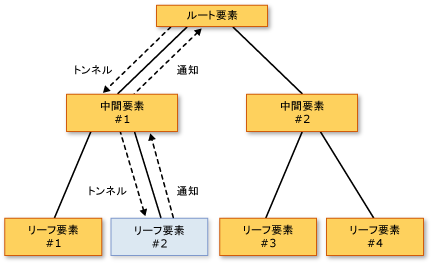 ルート要素
トンネル
通知
中間要素
#1
中間要素
#2
トンネル
通知
リーフ要素
#1
リーフ要素
#2
リーフ要素
#3
リーフ要素
#4